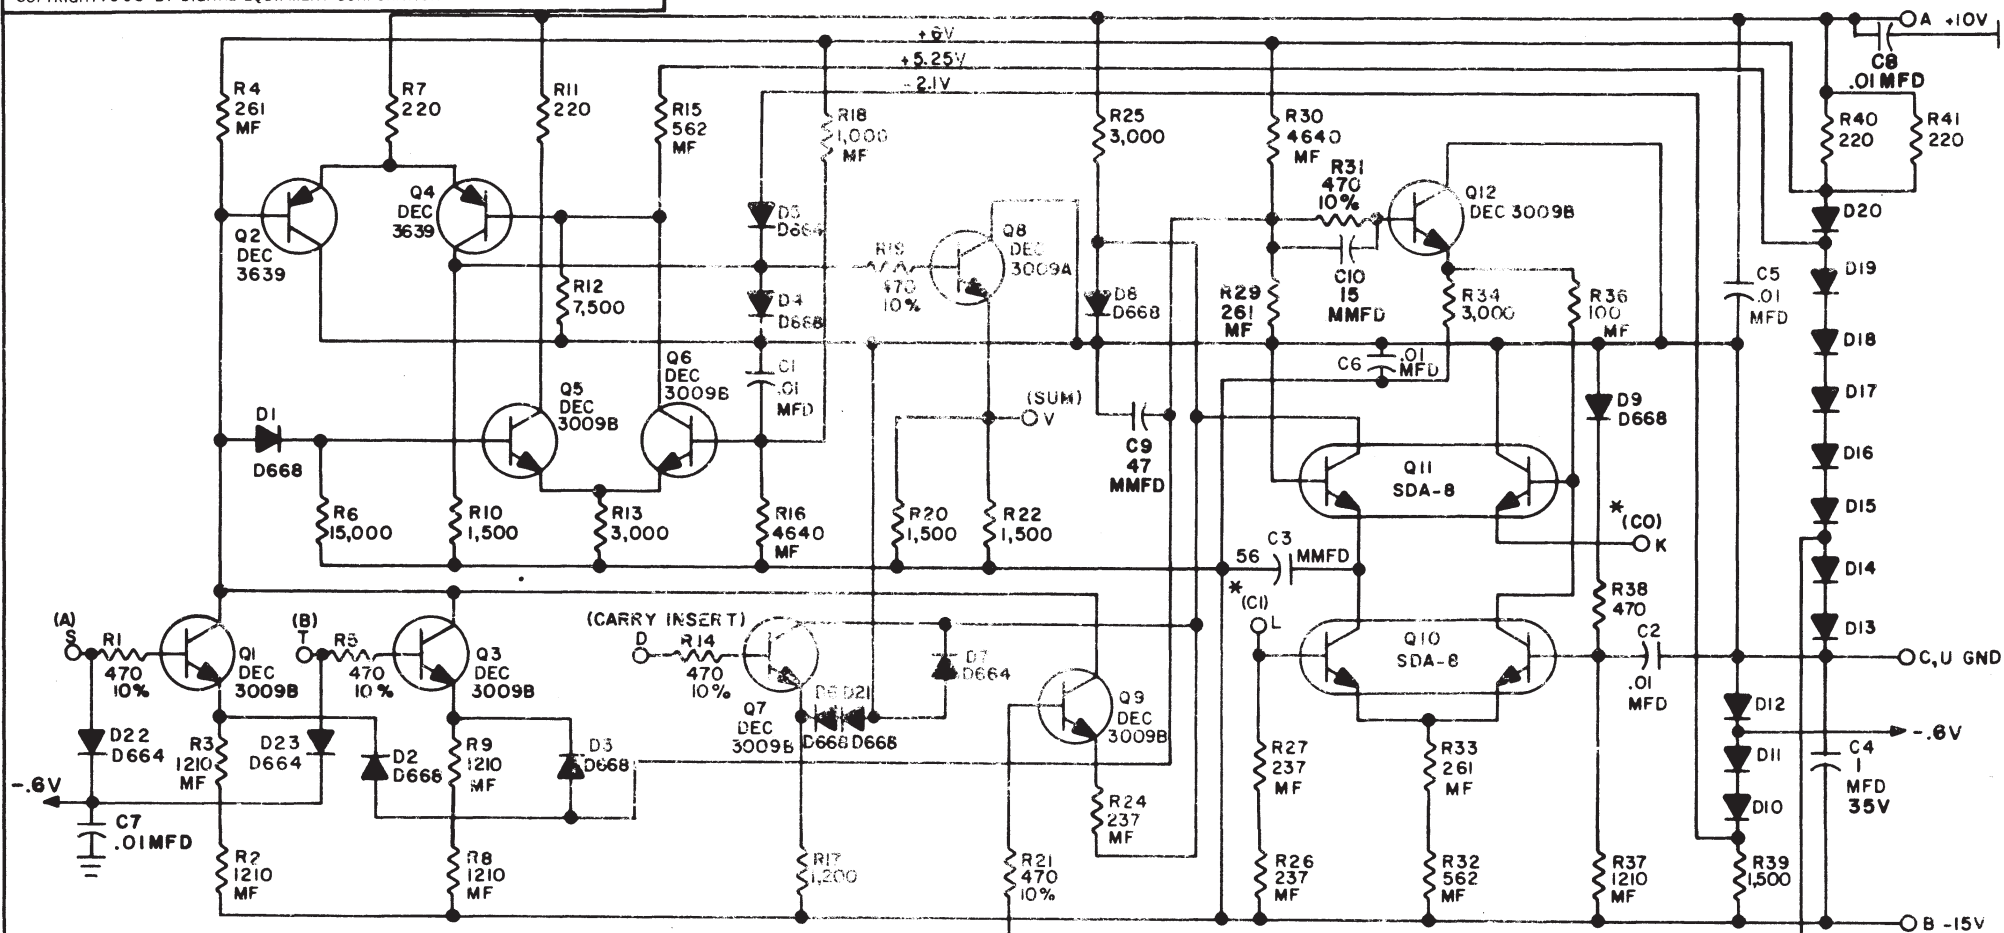 A +10V
+6V
+5.25V
-2.1V
C8
.01MFD
R4
261
MF
R7
220
R11
220
R15
562
MF
R18
1,000
MF
R25
3,000
R30
4640
MF
R40
220
R41
220
R31
470
10%
Q4
DEC
3639
Q2
DEC
3639
Q12
DEC 3009B
D20
D664
Q8
DEC
3009A
R19
470
10%
R12
7,500
D4
D668
D8
D668
R29
261
MF
C10
15
MMFD
R34
3,000
R36
100
MF
C5
.01
MFD
D19
D18
C6
.01
MFD
Q6
DEC
3009B
C1
.01
MFD
Q5
DEC
3009B
D1
D668
(SUM)
V
C9
47
MMFD
D9
D668
D17
D16
Q11
SDA-8
*
(CO)
K
D15
R6
15,000
R10
1,500
R13
3,000
R16
4640
MF
R20
1,500
R22
1,500
C3
56
MMFD
D14
*
(CI)
L
R38
470
D13
(A)
S
R1
470
10%
Q1
DEC
3009B
(B)
T
R5
470
10%
Q3
DEC
3009B
(CARRY INSERT)
D
R14
470
10%
Q7
DEC
3009B
D7
D664
D6
D21
D668
D668
Q9
DEC
3009B
Q10
SDA-8
C2
.01
MFD
C,U GND
D12
-.6V
D11
D10
C4
1
MFD
35V
D22
D664
R3
1210
MF
D23
D664
D2
D668
R9
1210
MF
D3
D668
R27
237
MF
R33
261
MF
-.6V
C7
.01MFD
R24
237
MF
R2
1210
MF
R8
1210
MF
R17
1,200
R21
470
10%
R26
237
MF
R32
562
MF
R37
1210
MF
R39
1,500
B -15V